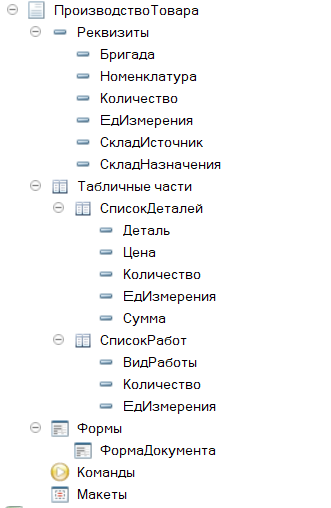 ПроизводствоТовара
Реквизиты
Бригада
Номенклатура
Количество
ЕдИзмерения
СкладИсточник
СкладНазначения
Табличные части
СписокДеталей
Деталь
Цена
Количество
ЕдИзмерения
Сумма
СписокРабот
ВидРаботы
Количество
ЕдИзмерения
Формы
ФормаДокумента
Команды
Макеты